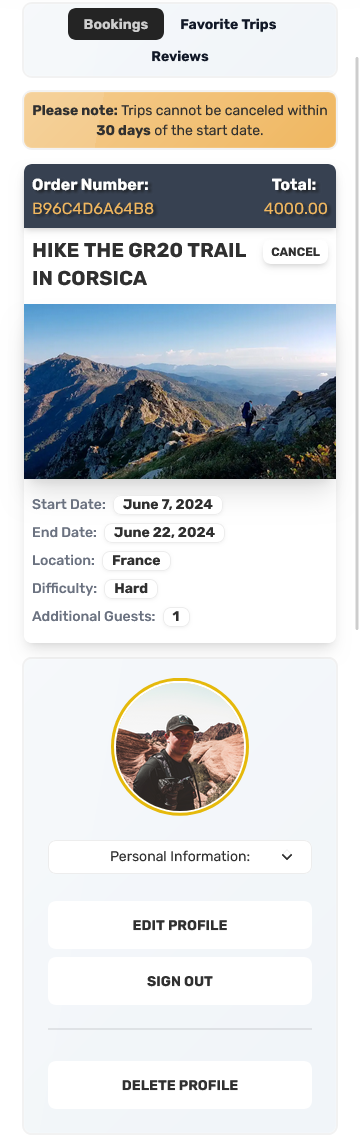 Bookings
Favorite Trips
Reviews
Please note: Trips cannot be canceled within
30 days of the start date.
Order Number:
Total:
B96C4D6A64B8
4000.00
HIKE THE GR20 TRAIL
IN CORSICA
CANCEL
Start Date: June 7, 2024
End Date: June 22, 2024
Location: France
Difficulty: Hard
Additional Guests: 1
Personal Information:
EDIT PROFILE
SIGN OUT
DELETE PROFILE